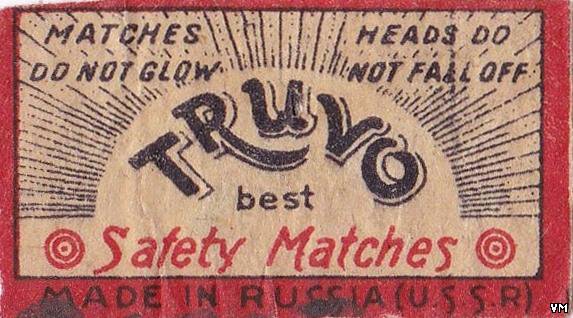 MATCHES
DO NOT GLOW
HEADS DO
NOT FALL OFF
TRUVO
best
Safety Matches
MADE IN RUSSIA (U.S.S.R)
VM